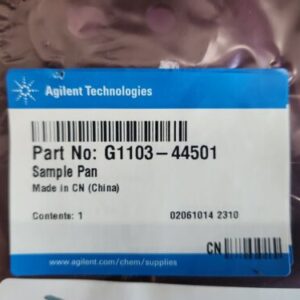 Agilent Technologies
Part No: G1103-44501
Sample Pan
Made in CN (China)
Contents: 1 02061014 2310
CN
www.agilent.com/chem/supplies